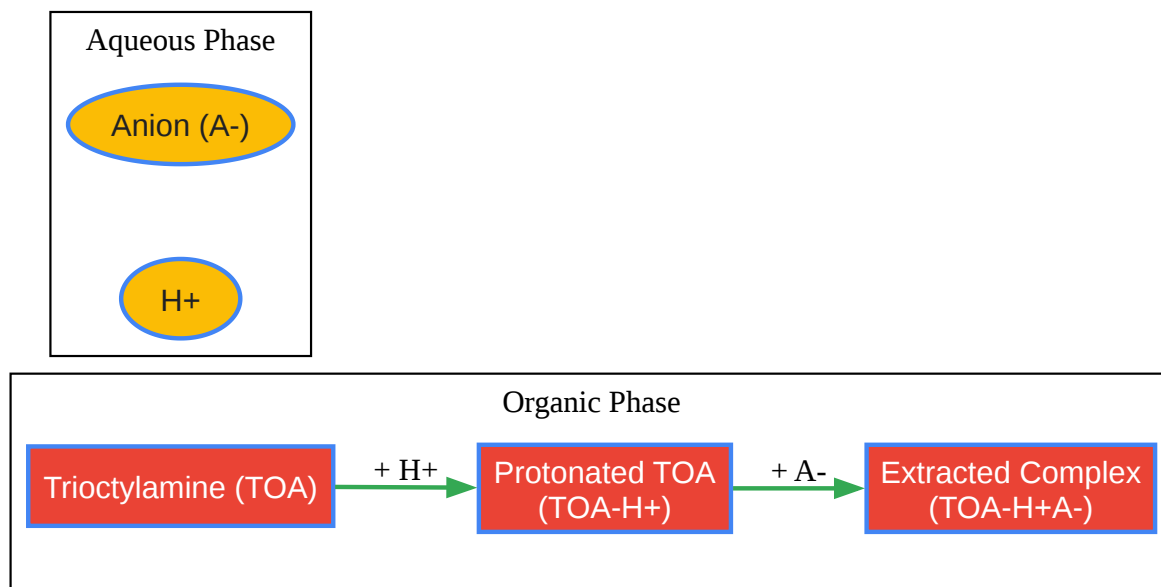 Aqueous Phase
Anion (A-)
H+
Organic Phase
Trioctylamine (TOA)
+ H+
Protonated TOA
(TOA-H+)
+ A-
Extracted Complex
(TOA-H+A-)